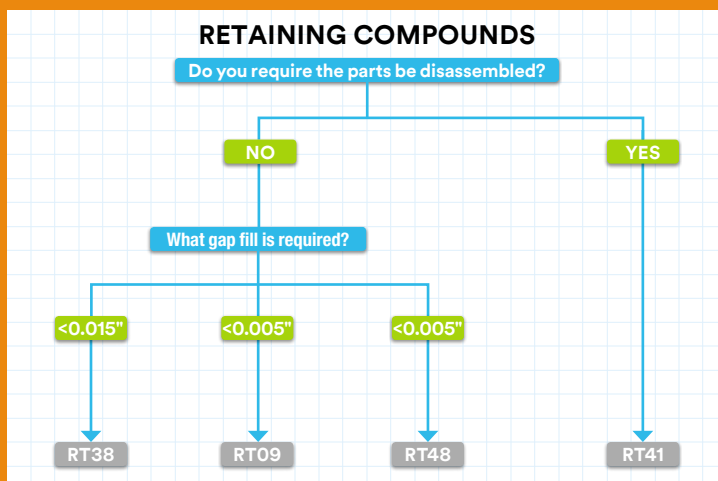 RETAINING COMPOUNDS
Do you require the parts be disassembled?
NO
YES
What gap fill is required?
<0.015"
<0.005"
<0.005"
RT38
RT09
RT48
RT41